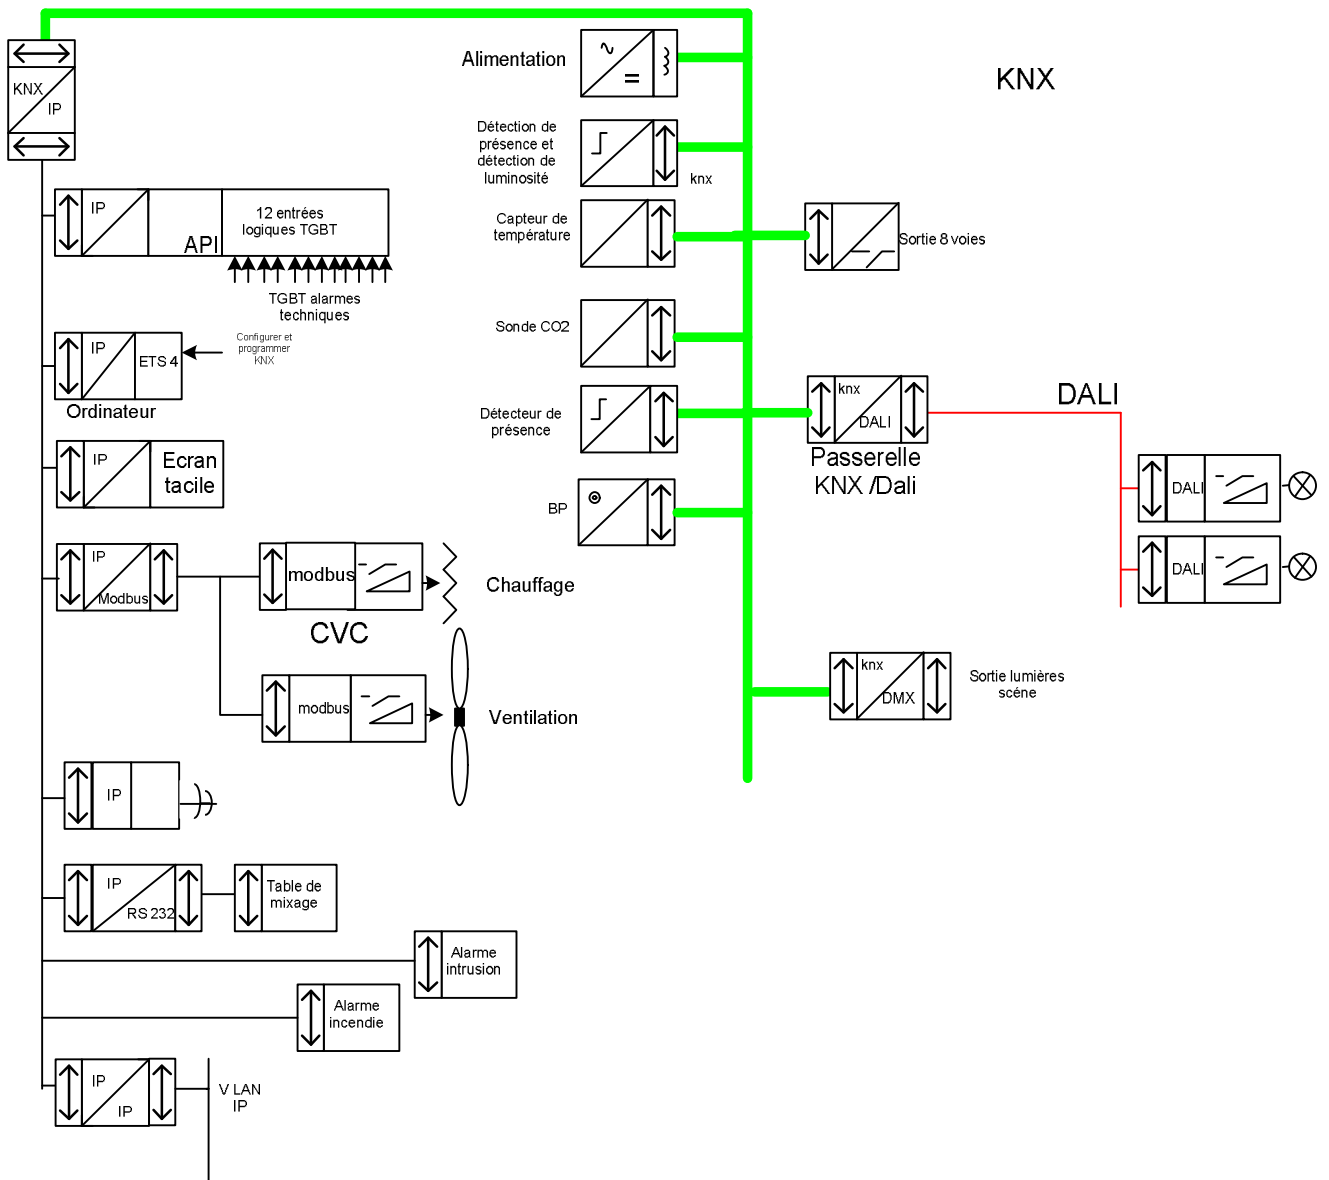 KNX
IP
IP
API
12 entrées
logiques TGBT
TGBT alarmes
techniques
IP
ETS 4
Configurer et
programmer
KNX
Ordinateur
IP
Ecran
tacile
IP
Modbus
modbus
Chauffage
CVC
modbus
Ventilation
IP
IP
RS 232
Table de
mixage
Alarme
intrusion
Alarme
incendie
IP
IP
V LAN
IP
Alimentation
Détection de
présence et
détection de
luminosité
knx
Capteur de
température
Sonde CO2
Détecteur de
présence
BP
KNX
Sortie 8 voies
knx
DALI
Passerelle
KNX /Dali
DALI
DALI
DALI
knx
DMX
Sortie lumières
scéne